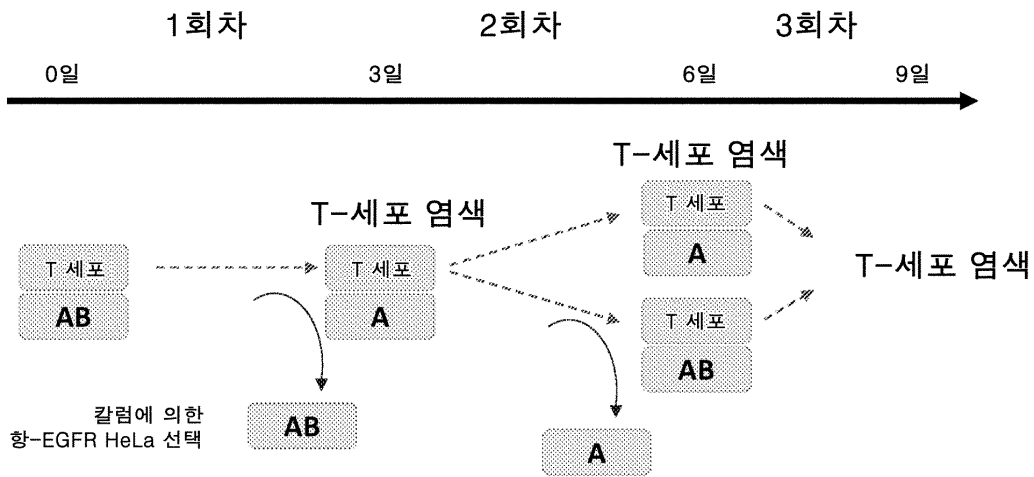 1회차 2회차 3회차
0일 3일 6일 9일
T-세포 염색
T 세포
A
T-세포 염색
T 세포
AB
T 세포
A
T-세포 염색
T 세포
AB
칼럼에 의한
항-EGFR HeLa 선택
AB
A